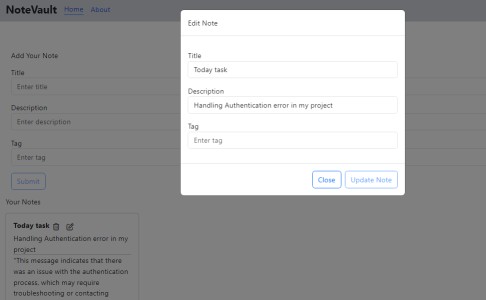 NoteVault Home About
Edit Note
Title
Today task
Description
Handling Authentication error in my project
Tag
Enter tag
Close Update Note
Add Your Note
Title
Enter title
Description
Enter description
Tag
Enter tag
Submit
Your Notes
Today task
Handling Authentication error in my
project
"This message indicates that there
was an issue with the authentication
process, which may require
troubleshooting or contacting